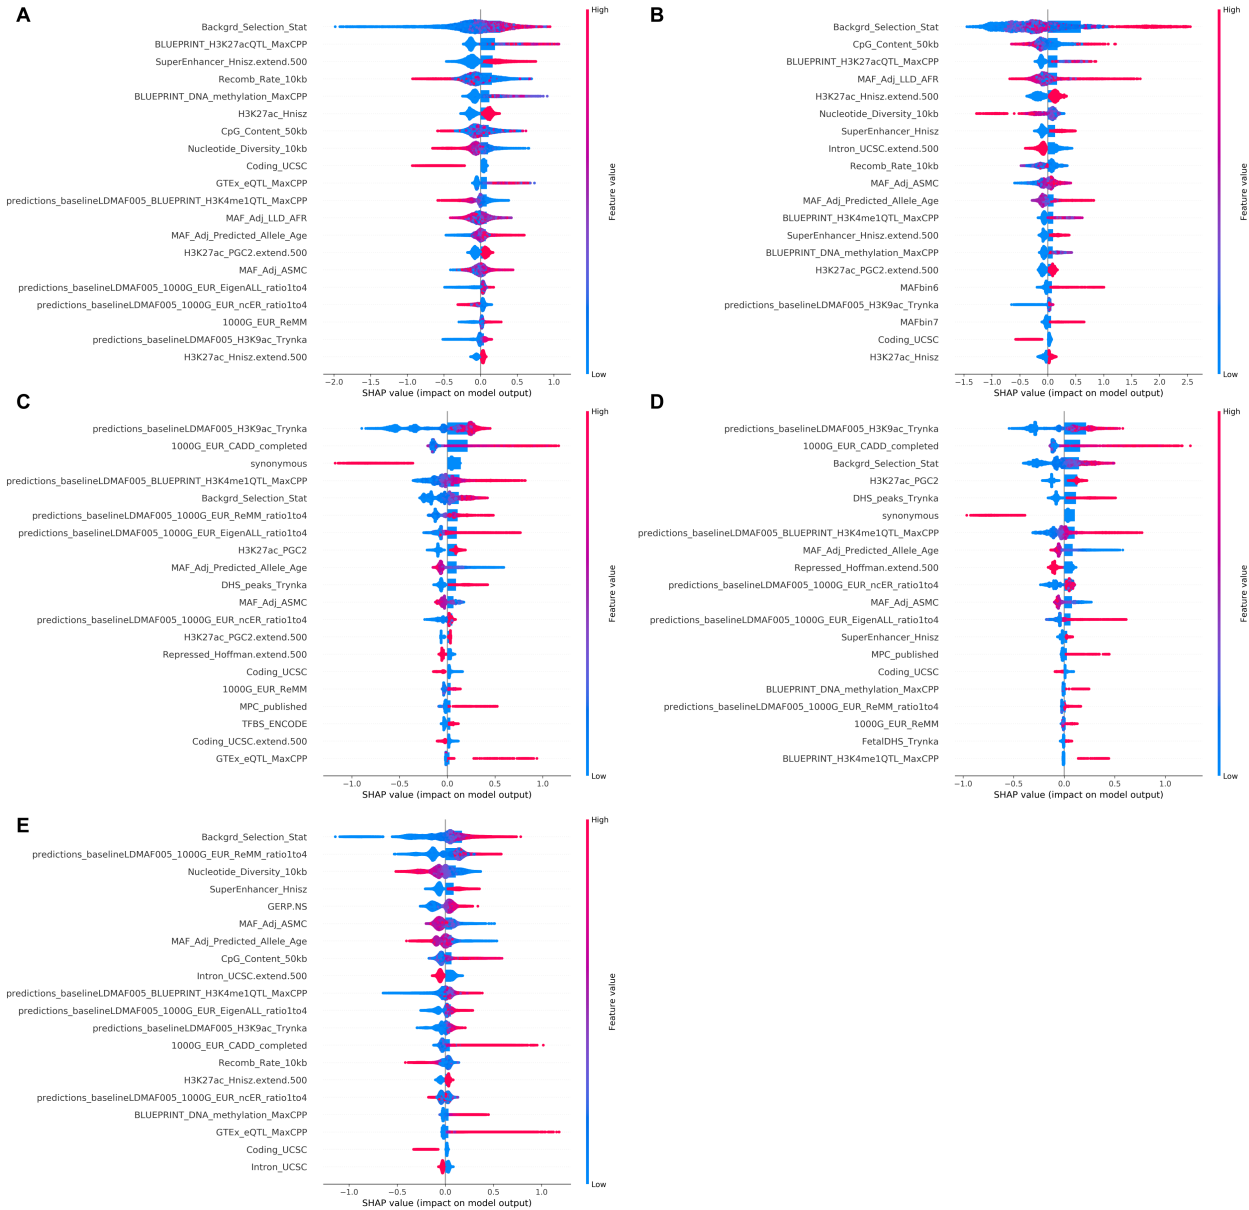 A
High
Backgrd_Selection_Stat
BLUEPRINT_H3K27acQTL_MaxCPP
SuperEnhancer_Hnisz.extend.500
Recomb_Rate_10kb
BLUEPRINT_DNA_methylation_MaxCPP
H3K27ac_Hnisz
CpG_Content_50kb
Nucleotide_Diversity_10kb
Coding_UCSC
GTEx_eQTL_MaxCPP
predictions_baselineLDMAF005_BLUEPRINT_H3K4me1QTL_MaxCPP
MAF_Adj_LLD_AFR
MAF_Adj_Predicted_Allele_Age
H3K27ac_PGC2.extend.500
MAF_Adj_ASMC
predictions_baselineLDMAF005_1000G_EUR_EigenALL_ratio1to4
predictions_baselineLDMAF005_1000G_EUR_ncER_ratio1to4
1000G_EUR_ReMM
predictions_baselineLDMAF005_H3K9ac_Trynka
H3K27ac_Hnisz.extend.500
Feature value
Low
−2.0 −1.5 −1.0 −0.5 0.0 0.5 1.0
SHAP value (impact on model output)
B
High
Backgrd_Selection_Stat
CpG_Content_50kb
BLUEPRINT_H3K27acQTL_MaxCPP
MAF_Adj_LLD_AFR
H3K27ac_Hnisz.extend.500
Nucleotide_Diversity_10kb
SuperEnhancer_Hnisz
Intron_UCSC.extend.500
Recomb_Rate_10kb
MAF_Adj_ASMC
MAF_Adj_Predicted_Allele_Age
BLUEPRINT_H3K4me1QTL_MaxCPP
SuperEnhancer_Hnisz.extend.500
BLUEPRINT_DNA_methylation_MaxCPP
H3K27ac_PGC2.extend.500
MAFbin6
predictions_baselineLDMAF005_H3K9ac_Trynka
MAFbin7
Coding_UCSC
H3K27ac_Hnisz
Feature value
Low
−1.5 −1.0 −0.5 0.0 0.5 1.0 1.5 2.0 2.5
SHAP value (impact on model output)
C
High
predictions_baselineLDMAF005_H3K9ac_Trynka
1000G_EUR_CADD_completed
synonymous
predictions_baselineLDMAF005_BLUEPRINT_H3K4me1QTL_MaxCPP
Backgrd_Selection_Stat
predictions_baselineLDMAF005_1000G_EUR_ReMM_ratio1to4
predictions_baselineLDMAF005_1000G_EUR_EigenALL_ratio1to4
H3K27ac_PGC2
MAF_Adj_Predicted_Allele_Age
DHS_peaks_Trynka
MAF_Adj_ASMC
predictions_baselineLDMAF005_1000G_EUR_ncER_ratio1to4
H3K27ac_PGC2.extend.500
Repressed_Hoffman.extend.500
Coding_UCSC
1000G_EUR_ReMM
MPC_published
TFBS_ENCODE
Coding_UCSC.extend.500
GTEx_eQTL_MaxCPP
Feature value
Low
−1.0 −0.5 0.0 0.5 1.0
SHAP value (impact on model output)
D
High
predictions_baselineLDMAF005_H3K9ac_Trynka
1000G_EUR_CADD_completed
Backgrd_Selection_Stat
H3K27ac_PGC2
DHS_peaks_Trynka
synonymous
predictions_baselineLDMAF005_BLUEPRINT_H3K4me1QTL_MaxCPP
MAF_Adj_Predicted_Allele_Age
Repressed_Hoffman.extend.500
predictions_baselineLDMAF005_1000G_EUR_ncER_ratio1to4
MAF_Adj_ASMC
predictions_baselineLDMAF005_1000G_EUR_EigenALL_ratio1to4
SuperEnhancer_Hnisz
MPC_published
Coding_UCSC
BLUEPRINT_DNA_methylation_MaxCPP
predictions_baselineLDMAF005_1000G_EUR_ReMM_ratio1to4
1000G_EUR_ReMM
FetalDHS_Trynka
BLUEPRINT_H3K4me1QTL_MaxCPP
Feature value
Low
−1.0 −0.5 0.0 0.5 1.0
SHAP value (impact on model output)
E
High
Backgrd_Selection_Stat
predictions_baselineLDMAF005_1000G_EUR_ReMM_ratio1to4
Nucleotide_Diversity_10kb
SuperEnhancer_Hnisz
GERP.NS
MAF_Adj_ASMC
MAF_Adj_Predicted_Allele_Age
CpG_Content_50kb
Intron_UCSC.extend.500
predictions_baselineLDMAF005_BLUEPRINT_H3K4me1QTL_MaxCPP
predictions_baselineLDMAF005_1000G_EUR_EigenALL_ratio1to4
predictions_baselineLDMAF005_H3K9ac_Trynka
1000G_EUR_CADD_completed
Recomb_Rate_10kb
H3K27ac_Hnisz.extend.500
predictions_baselineLDMAF005_1000G_EUR_ncER_ratio1to4
BLUEPRINT_DNA_methylation_MaxCPP
GTEx_eQTL_MaxCPP
Coding_UCSC
Intron_UCSC
Feature value
Low
−1.0 −0.5 0.0 0.5 1.0
SHAP value (impact on model output)